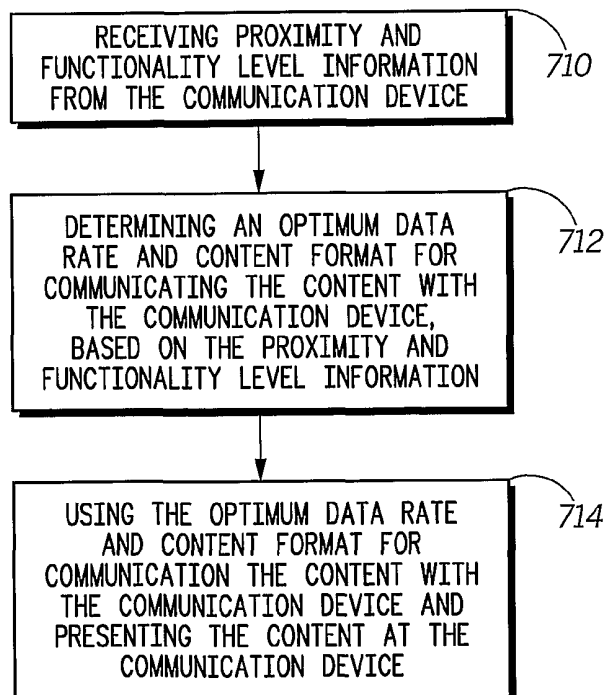 RECEIVING PROXIMITY AND
FUNCTIONALITY LEVEL INFORMATION
FROM THE COMMUNICATION DEVICE
710
DETERMINING AN OPTIMUM DATA
RATE AND CONTENT FORMAT FOR
COMMUNICATING THE CONTENT WITH
THE COMMUNICATION DEVICE,
BASED ON THE PROXIMITY AND
FUNCTIONALITY LEVEL INFORMATION
712
USING THE OPTIMUM DATA RATE
AND CONTENT FORMAT FOR
COMMUNICATION THE CONTENT WITH
THE COMMUNICATION DEVICE AND
PRESENTING THE CONTENT AT THE
COMMUNICATION DEVICE
714